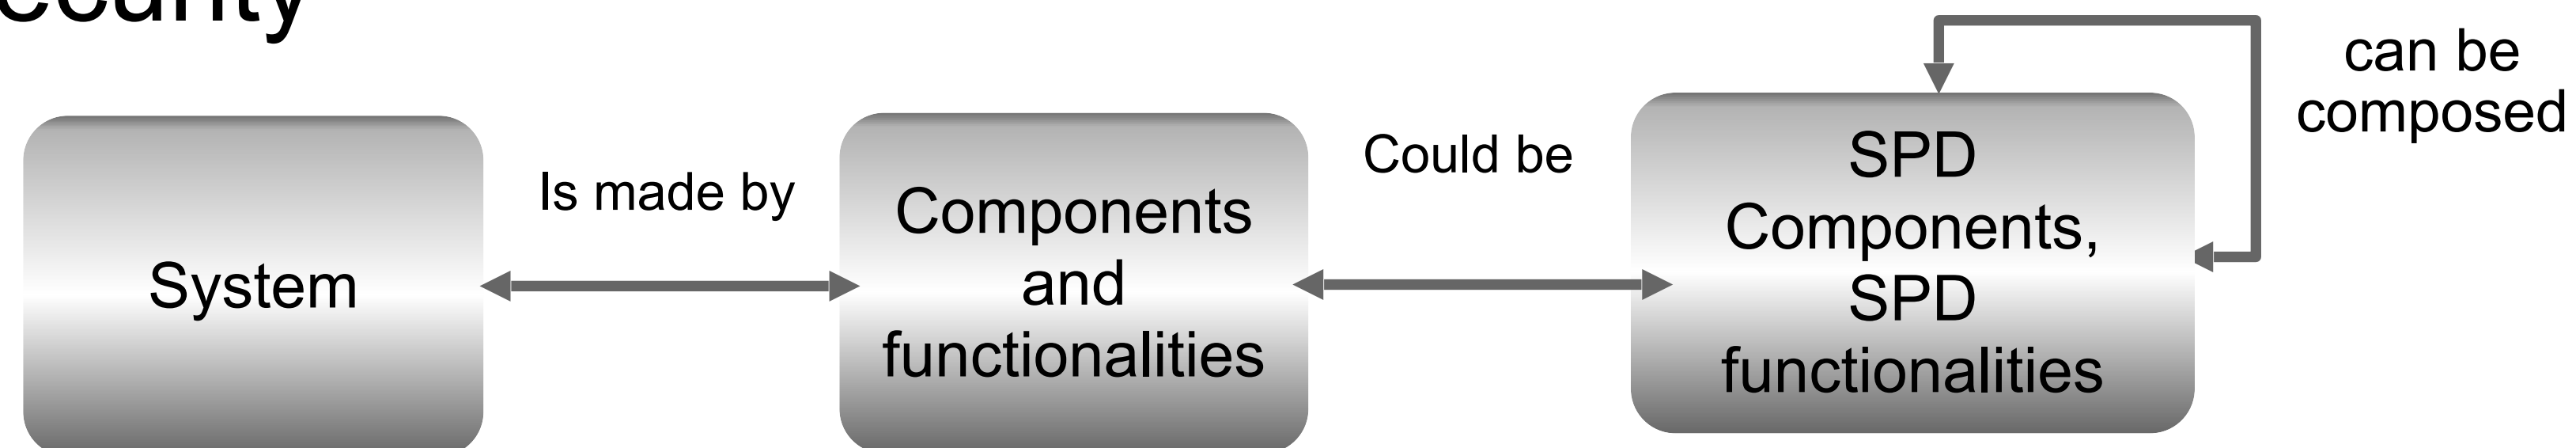 System
Is made by
Components
and
functionalities
Could be
SPD
Components,
SPD
functionalities
can be
composed